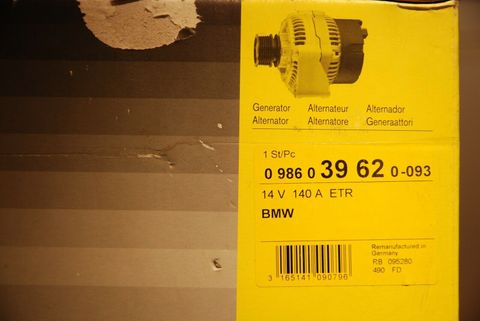 Generator Alternateur Alternador
Alternator Alternatore Generaattori
1 St/Pc
0 986 0 39 62 0-093
14 V 140 A ETR
BMW
Remanufactured in
Germany
RB 095280
490 FD
3 165141 090796